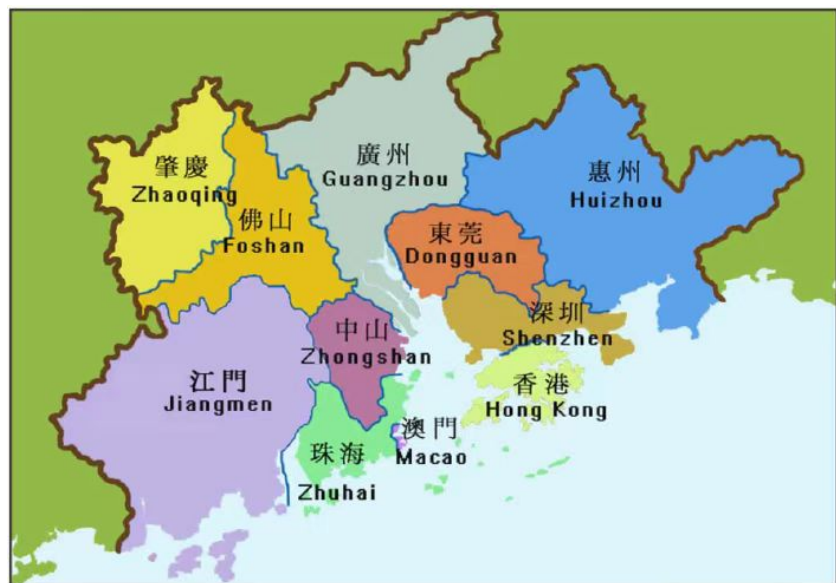 肇慶
Zhaoqing
佛山
Foshan
廣州
Guangzhou
惠州
Huizhou
東莞
Dongguan
深圳
Shenzhen
中山
Zhongshan
江門
Jiangmen
香港
Hong Kong
澳門
Macao
珠海
Zhuhai